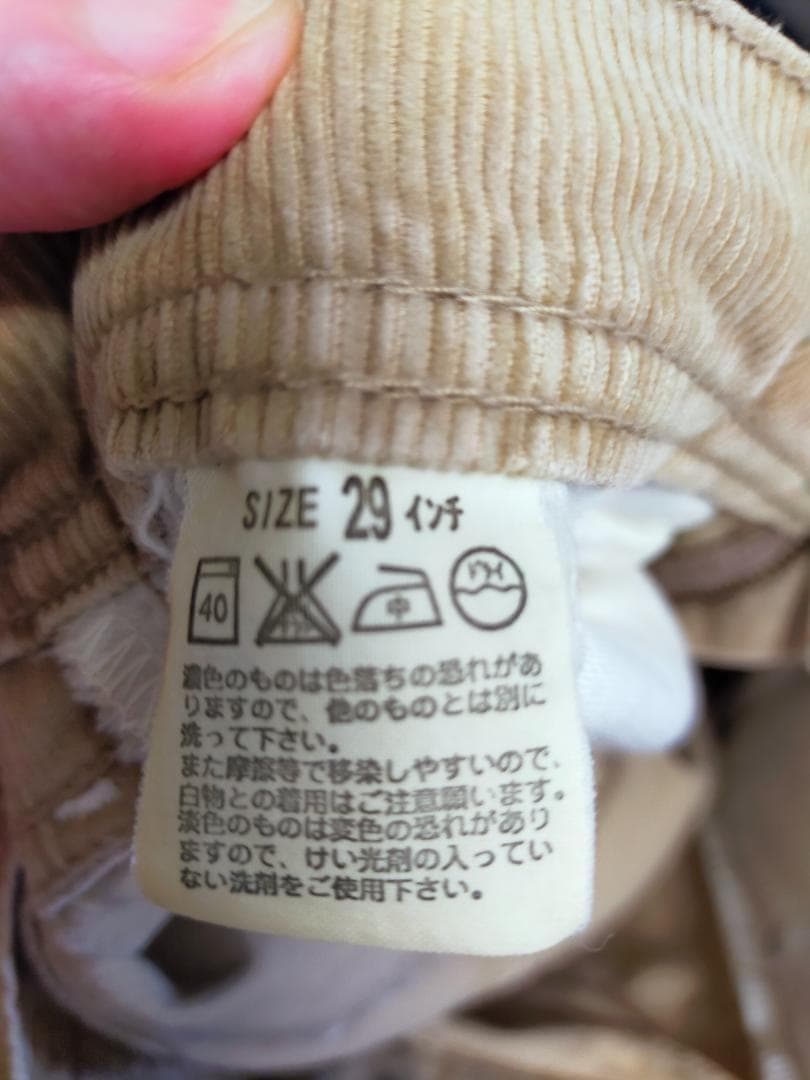 SIZE 29 インチ
40 中 ドライ
濃色のものは色落ちの恐れがあ
りますので、他のものとは別に
洗って下さい。
また摩擦等で移染しやすいので、
白物との着用はご注意願います。
淡色のものは変色の恐れがあり
ますので、けい光剤の入ってい
ない洗剤をご使用下さい。